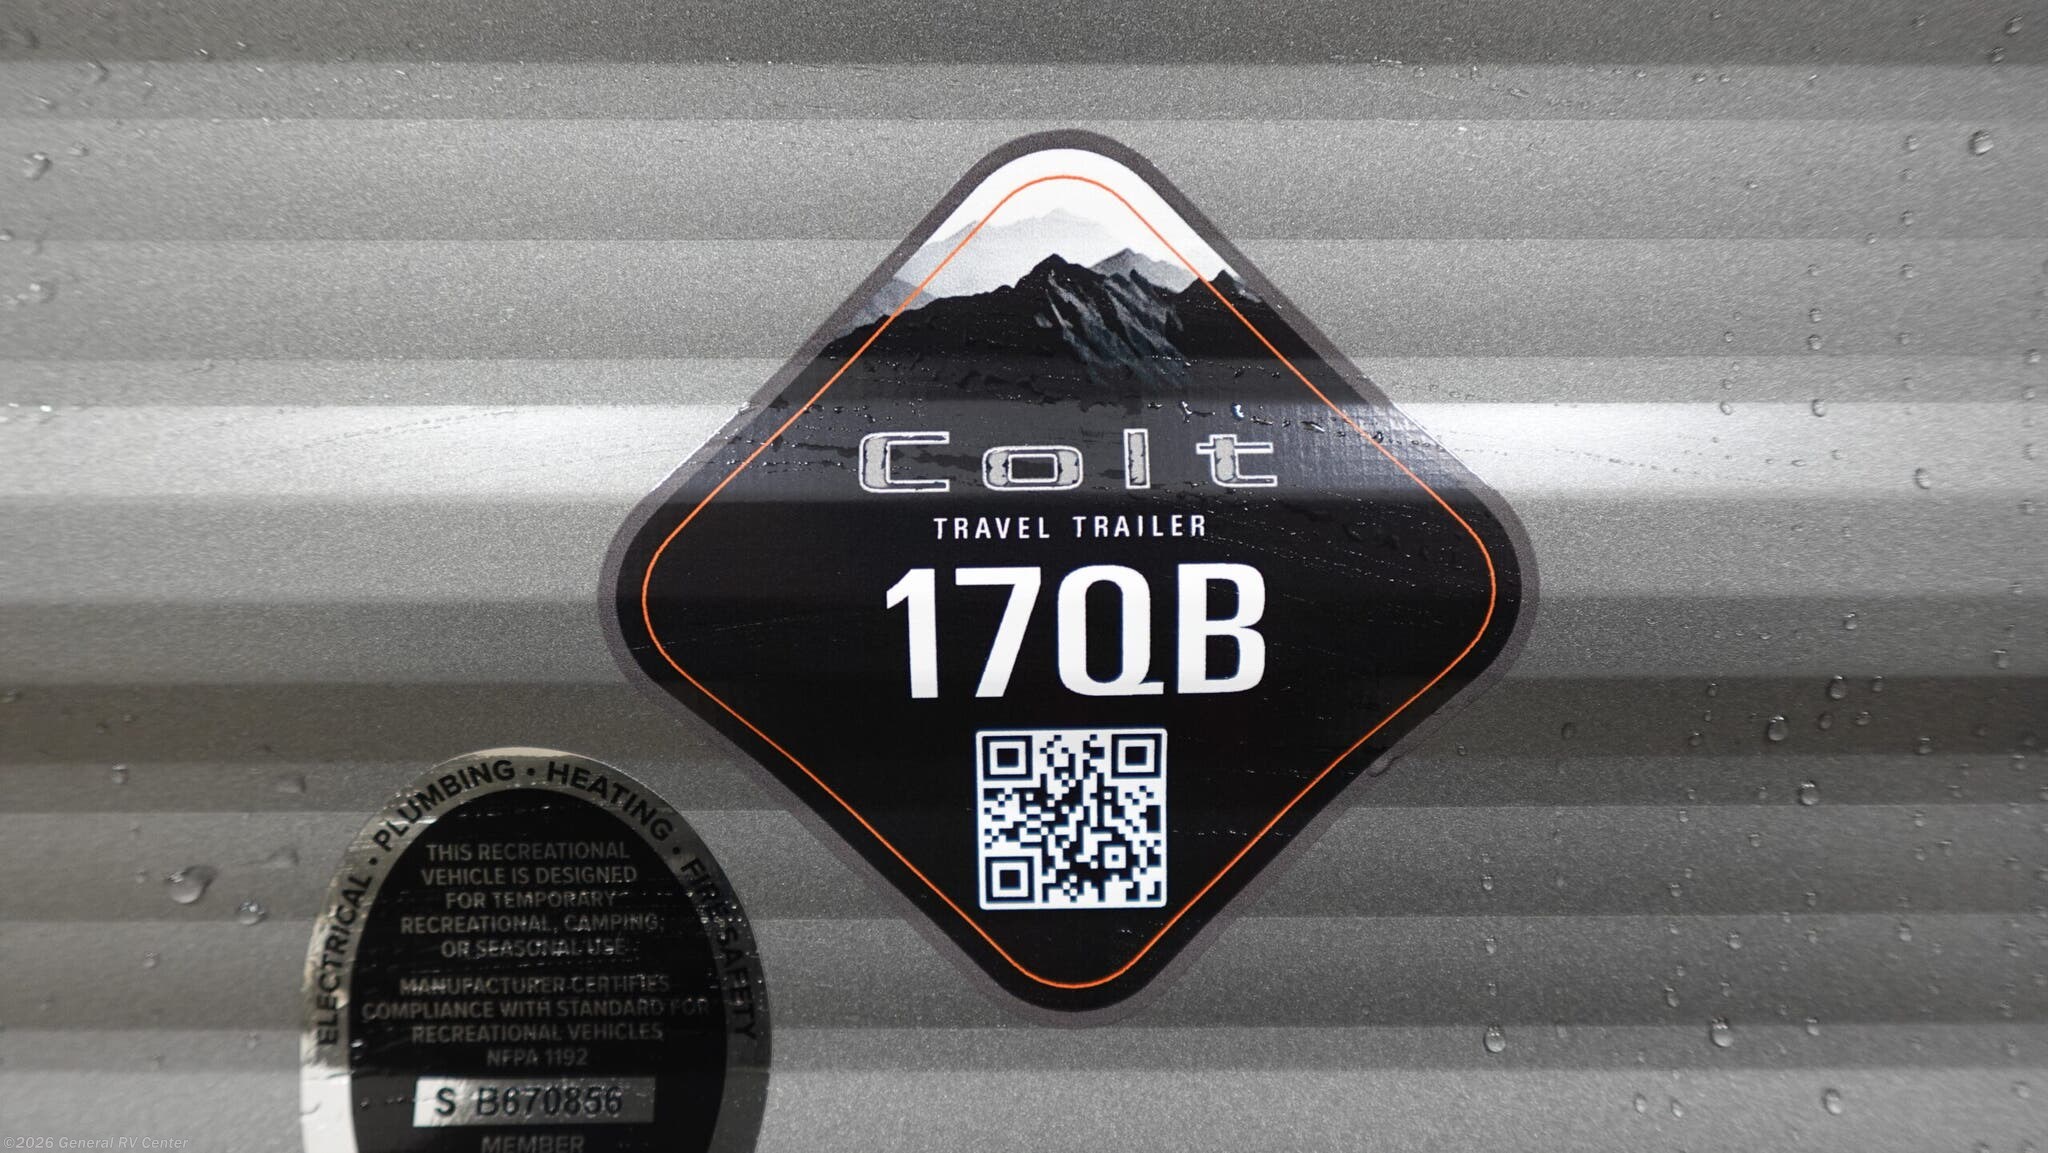 Colt
TRAVEL TRAILER
17QB
ELECTRICAL • PLUMBING • HEATING • FIRE SAFETY
THIS RECREATIONAL
VEHICLE IS DESIGNED
FOR TEMPORARY
RECREATIONAL, CAMPING,
OR SEASONAL USE.
MANUFACTURER CERTIFIES
COMPLIANCE WITH STANDARD FOR
RECREATIONAL VEHICLES
NFPA 1192
S B670856
MEMBER
©2026 General RV Center